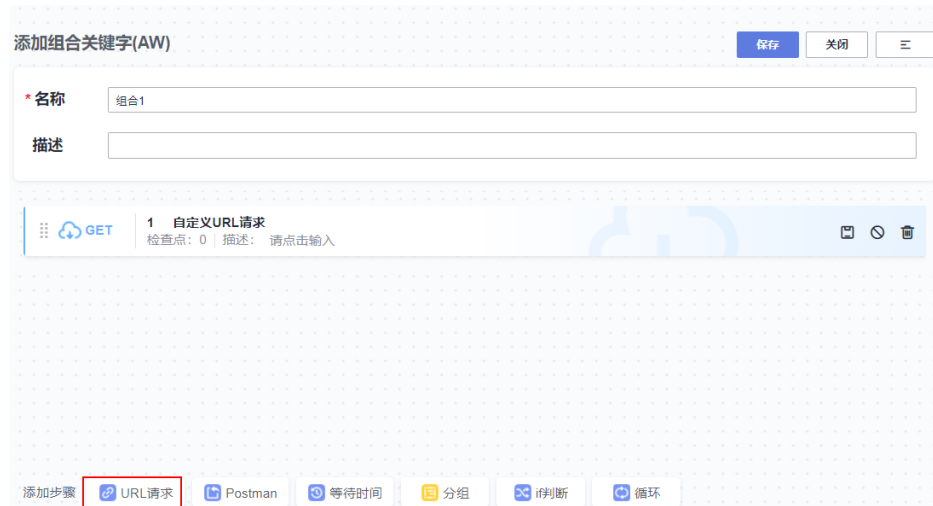 添加组合关键字(AW)
保存 关闭
* 名称 组合1
描述
GET 1 自定义URL请求
检查点：0 描述： 请点击输入
添加步骤 URL请求 Postman 等待时间 分组 if判断 循环